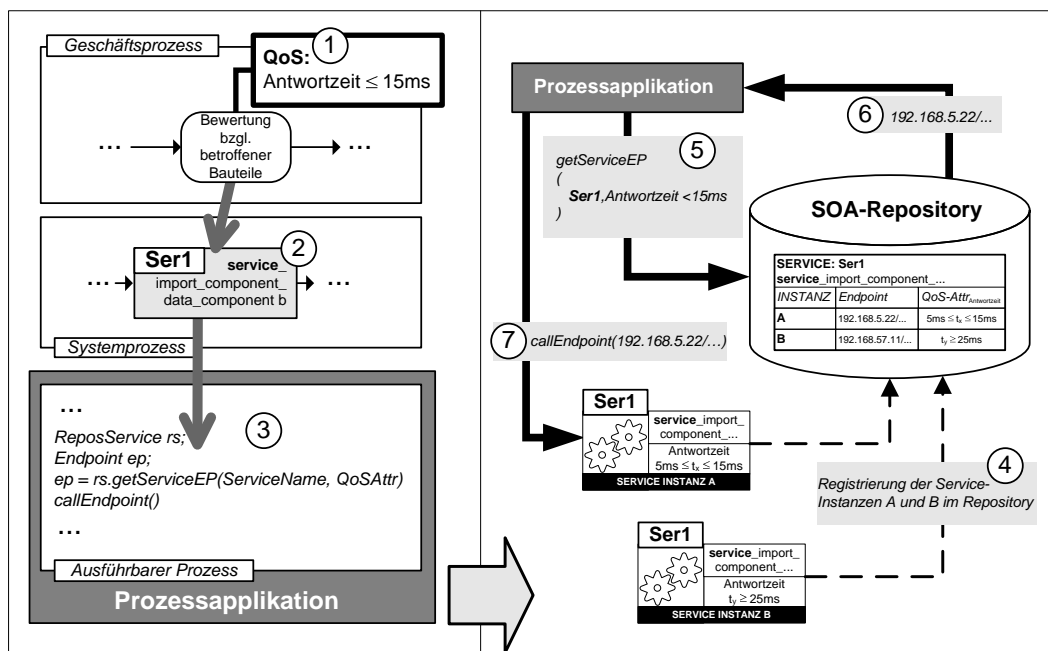 Geschäftsprozess
1
QoS:
Antwortzeit ≤ 15ms
...
Bewertung
bzgl.
betroffener
Bauteile
...
2
Ser1
service_
import_component_
data_component b
...
...
Systemprozess
3
...
ReposService rs;
Endpoint ep;
ep = rs.getServiceEP(ServiceName, QoSAttr)
callEndpoint()
...
Ausführbarer Prozess
Prozessapplikation
Prozessapplikation
6
192.168.5.22/...
5
getServiceEP
(
Ser1,Antwortzeit <15ms
)
SOA-Repository
SERVICE: Ser1
service_import_component_...
INSTANZ Endpoint QoS-Attr Antwortzeit
A 192.168.5.22/... 5ms ≤ tx ≤ 15ms
B 192.168.57.11/... ty ≥ 25ms
7
callEndpoint(192.168.5.22/...)
Ser1
service_import_
component_...
Antwortzeit
5ms ≤ tx ≤ 15ms
SERVICE INSTANZ A
4
Registrierung der Service-
Instanzen A und B im Repository
Ser1
service_import_
component_...
Antwortzeit
ty ≥ 25ms
SERVICE INSTANZ B